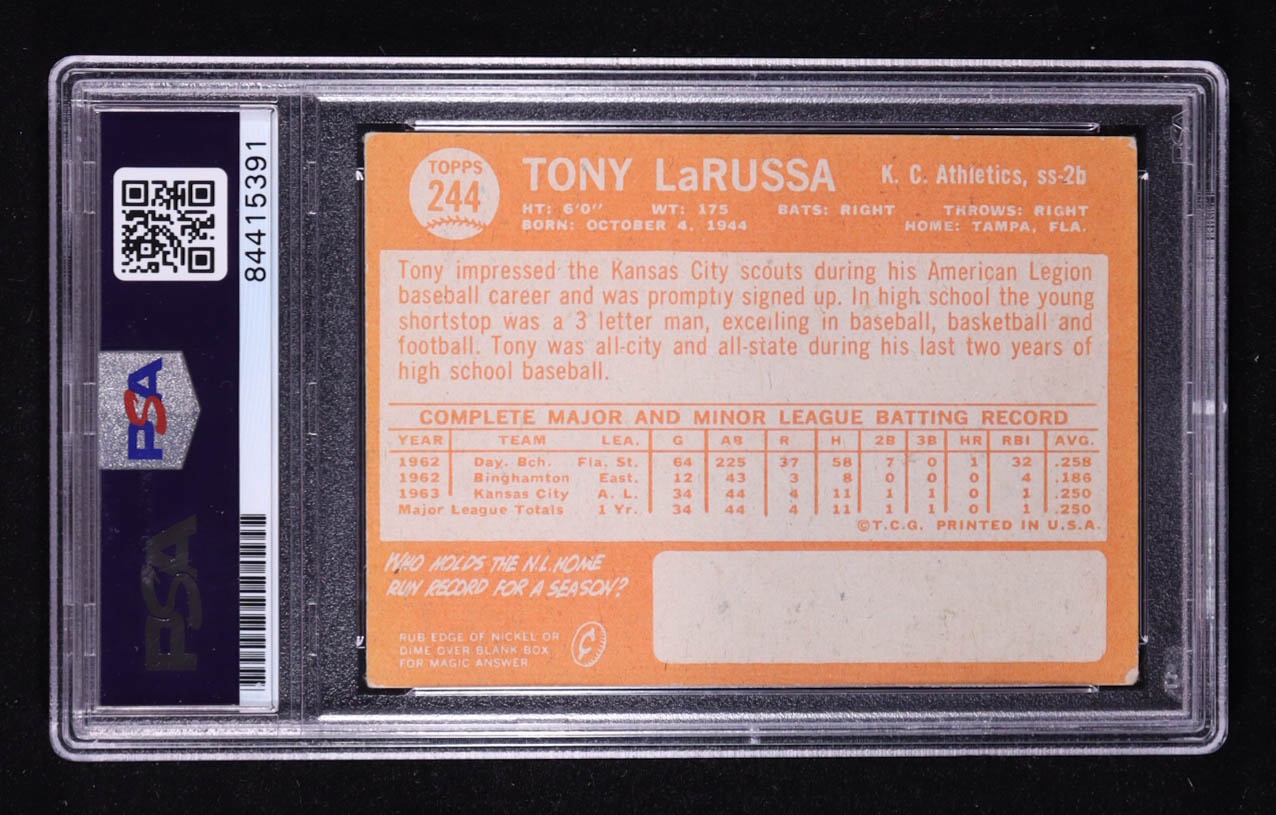 84415391
PSA
PSA
TOPPS
244
TONY LaRUSSA
K. C. Athletics, ss-2b
HT: 6'0" WT: 175 BATS: RIGHT THROWS: RIGHT
BORN: OCTOBER 4, 1944 HOME: TAMPA, FLA.
Tony impressed the Kansas City scouts during his American Legion
baseball career and was promptly signed up. In high school the young
shortstop was a 3 letter man, excelling in baseball, basketball and
football. Tony was all-city and all-state during his last two years of
high school baseball.
COMPLETE MAJOR AND MINOR LEAGUE BATTING RECORD
YEAR TEAM LEA. G AB R H 2B 3B HR RBI AVG.
1962 Day. Bch. Fla. St. 64 225 37 58 7 0 1 32 .258
1962 Binghamton East. 12 43 3 8 0 0 0 4 .186
1963 Kansas City A. L. 34 44 4 11 1 1 0 1 .250
Major League Totals 1 Yr. 34 44 4 11 1 1 0 1 .250
©T.C.G. PRINTED IN U.S.A.
WHO HOLDS THE N.L. HOME
RUN RECORD FOR A SEASON?
RUB EDGE OF NICKEL OR
DIME OVER BLANK BOX
FOR MAGIC ANSWER